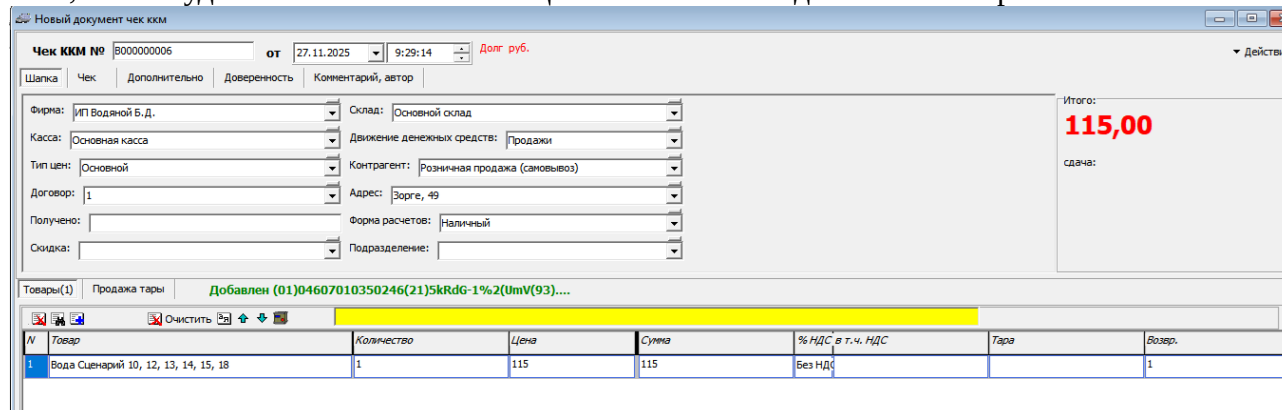 Новый документ чек ккм
Чек ККМ № В000000006 от 27.11.2025 9:29:14 Долг руб.
Действи
Шапка Чек Дополнительно Доверенность Комментарий, автор
Фирма: ИП Водяной Б.Д. Склад: Основной склад Итого:
115,00
Касса: Основная касса Движение денежных средств: Продажи
Тип цен: Основной Контрагент: Розничная продажа (самовывоз) сдача:
Договор: 1 Адрес: Зорге, 49
Получено: Форма расчетов: Наличный
Скидка: Подразделение:
Товары(1) Продажа тары Добавлен (01)04607010350246(21)5kRdG-1%2(UmV(93)....
Очистить
N Товар Количество Цена Сумма % НДС в т.ч. НДС Тара Возвр.
1 Вода Сценарий 10, 12, 13, 14, 15, 18 1 115 115 Без НДС 1